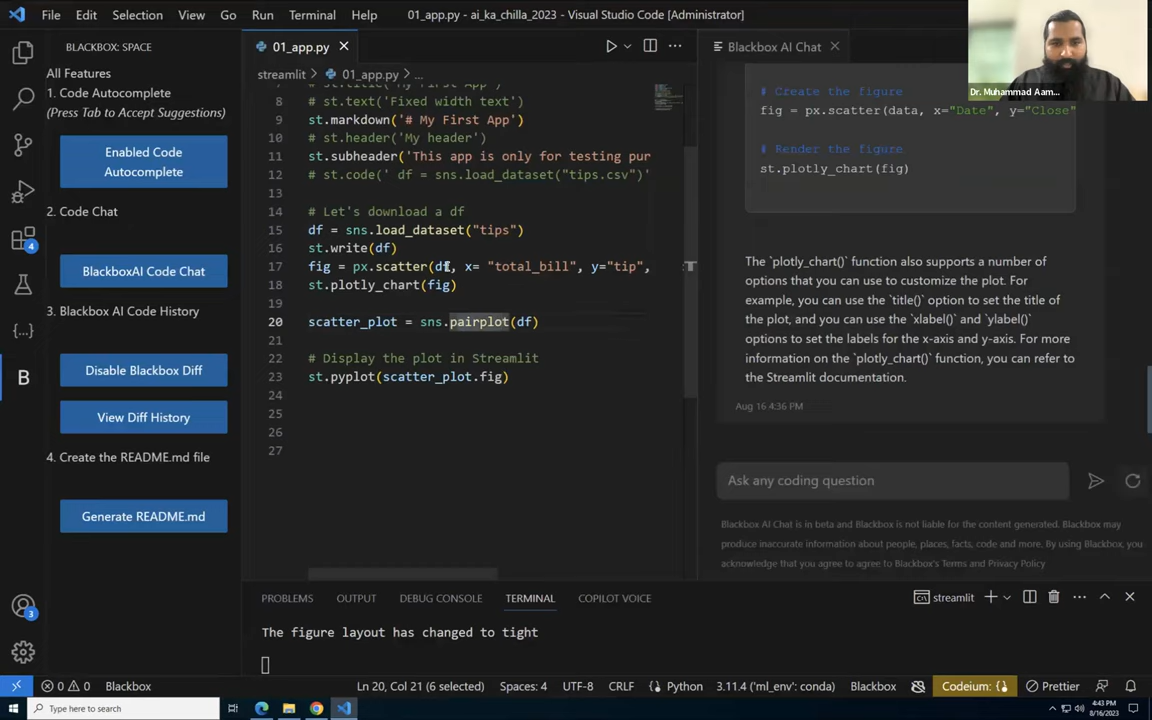 File Edit Selection View Go Run Terminal Help
01_app.py - ai_ka_chilla_2023 - Visual Studio Code [Administrator]
Dr. Muhammad Aam...
BLACKBOX: SPACE
All Features
1. Code Autocomplete
(Press Tab to Accept Suggestions)
Enabled Code
Autocomplete
2. Code Chat
BlackboxAI Code Chat
3. Blackbox AI Code History
Disable Blackbox Diff
View Diff History
4. Create the README.md file
Generate README.md
4
3
01_app.py
streamlit > 01_app.py > ...
8 # st.text('Fixed width text')
9 st.markdown('# My First App')
10 # st.header('My header')
11 st.subheader('This app is only for testing pur
12 # st.code(' df = sns.load_dataset("tips.csv")'
13
14 # Let's download a df
15 df = sns.load_dataset("tips")
16 st.write(df)
17 fig = px.scatter(df, x= "total_bill", y="tip",
18 st.plotly_chart(fig)
19
20 scatter_plot = sns.pairplot(df)
21
22 # Display the plot in Streamlit
23 st.pyplot(scatter_plot.fig)
24
25
26
27
Blackbox AI Chat
# Create the figure
fig = px.scatter(data, x="Date", y="Close"
# Render the figure
st.plotly_chart(fig)
The `plotly_chart()` function also supports a number of
options that you can use to customize the plot. For
example, you can use the `title()` option to set the title of
the plot, and you can use the `xlabel()` and `ylabel()`
options to set the labels for the x-axis and y-axis. For more
information on the `plotly_chart()` function, you can refer to
the Streamlit documentation.
Aug 16 4:36 PM
Ask any coding question
Blackbox AI Chat is in beta and Blackbox is not liable for the content generated. Blackbox may
produce inaccurate information about people, places, facts, code and more. By using Blackbox, you
acknowledge that you agree to agree to Blackbox's Terms and Privacy Policy
PROBLEMS OUTPUT DEBUG CONSOLE TERMINAL COPILOT VOICE
streamlit
The figure layout has changed to tight
0 0 Blackbox Ln 20, Col 21 (6 selected) Spaces: 4 UTF-8 CRLF Python 3.11.4 ('ml_env': conda) Blackbox Codeium: {} Prettier
Type here to search
4:43 PM
8/16/2023